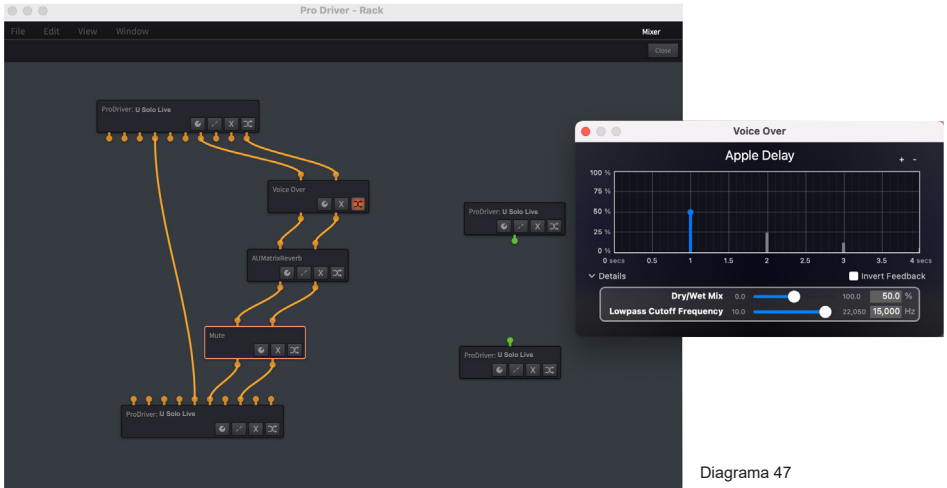 Pro Driver - Rack
File Edit View Window Mixer
Close
ProDriver: U Solo Live
X
Voice Over
X
AUMatrixReverb
X
Mute
X
ProDriver: U Solo Live
X
ProDriver: U Solo Live
X
ProDriver: U Solo Live
X
Voice Over
Apple Delay
+ -
100 %
75 %
50 %
25 %
0 %
0 secs 0.5 1 1.5 2 2.5 3 3.5 4 secs
Details Invert Feedback
Dry/Wet Mix 0.0 100.0 50.0 %
Lowpass Cutoff Frequency 10.0 22,050 15,000 Hz
Diagrama 47